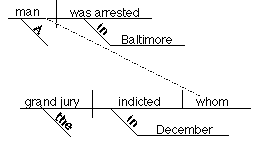 man was arrested
A in
Baltimore
grand jury indicted whom
the in
December